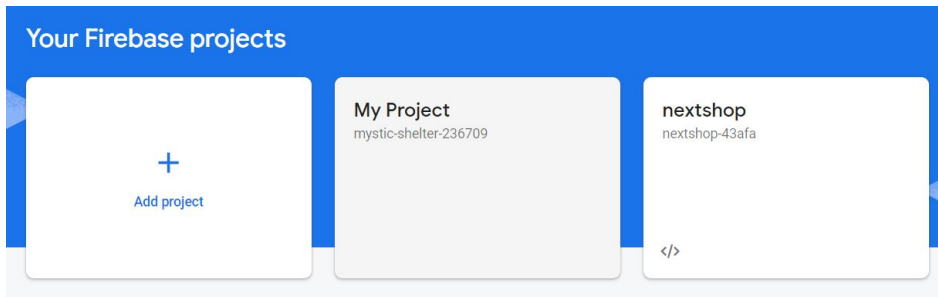 Your Firebase projects
+
Add project
My Project
mystic-shelter-236709
nextshop
nextshop-43afa
</>